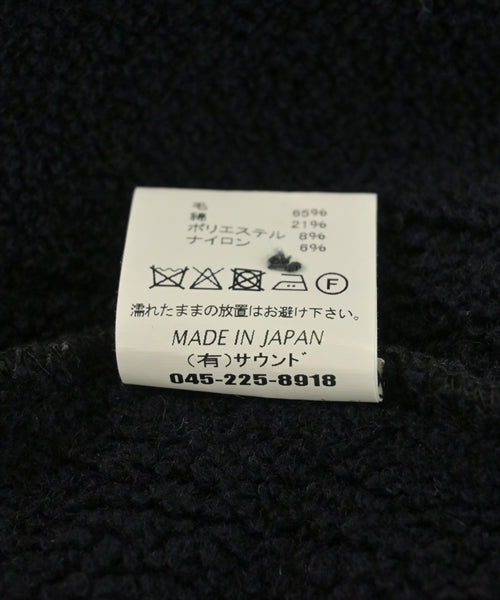 毛 65%
綿 21%
ポリエステル 8%
ナイロン 6%
F
濡れたままの放置はお避け下さい。
MADE IN JAPAN
(有)サウンド
045-225-8918